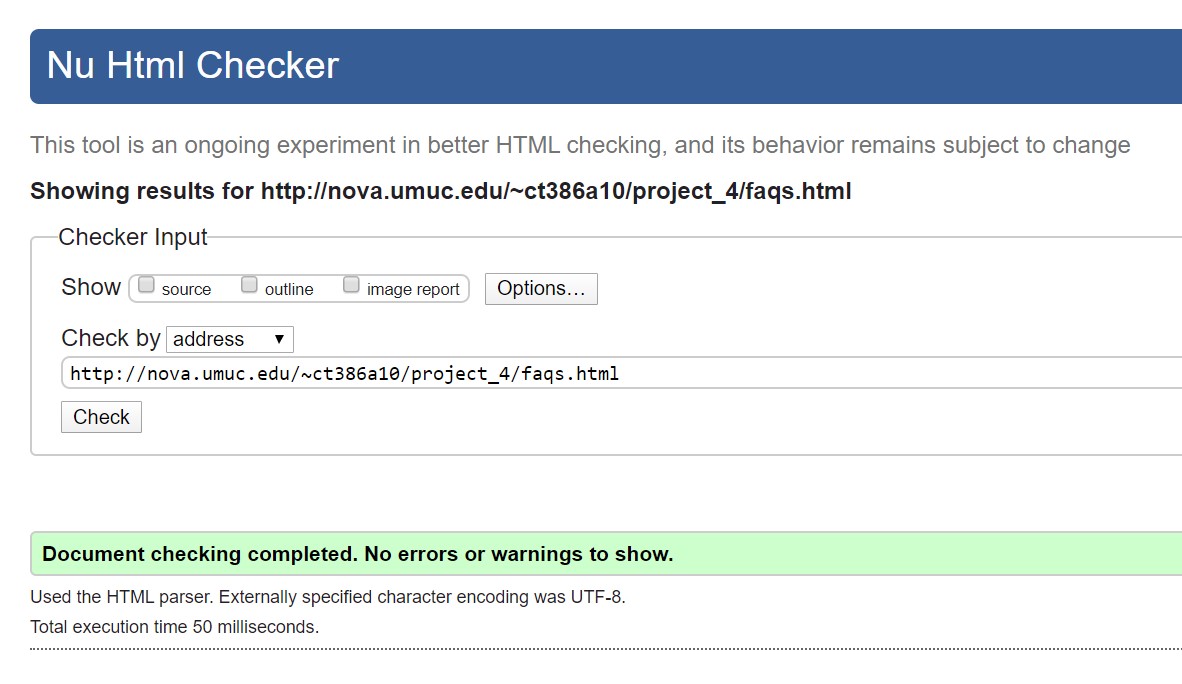 Nu Html Checker
This tool is an ongoing experiment in better HTML checking, and its behavior remains subject to change
Showing results for http://nova.umuc.edu/~ct386a10/project_4/faqs.html
Checker Input
Show source outline image report Options...
Check by address
http://nova.umuc.edu/~ct386a10/project_4/faqs.html
Check
Document checking completed. No errors or warnings to show.
Used the HTML parser. Externally specified character encoding was UTF-8.
Total execution time 50 milliseconds.